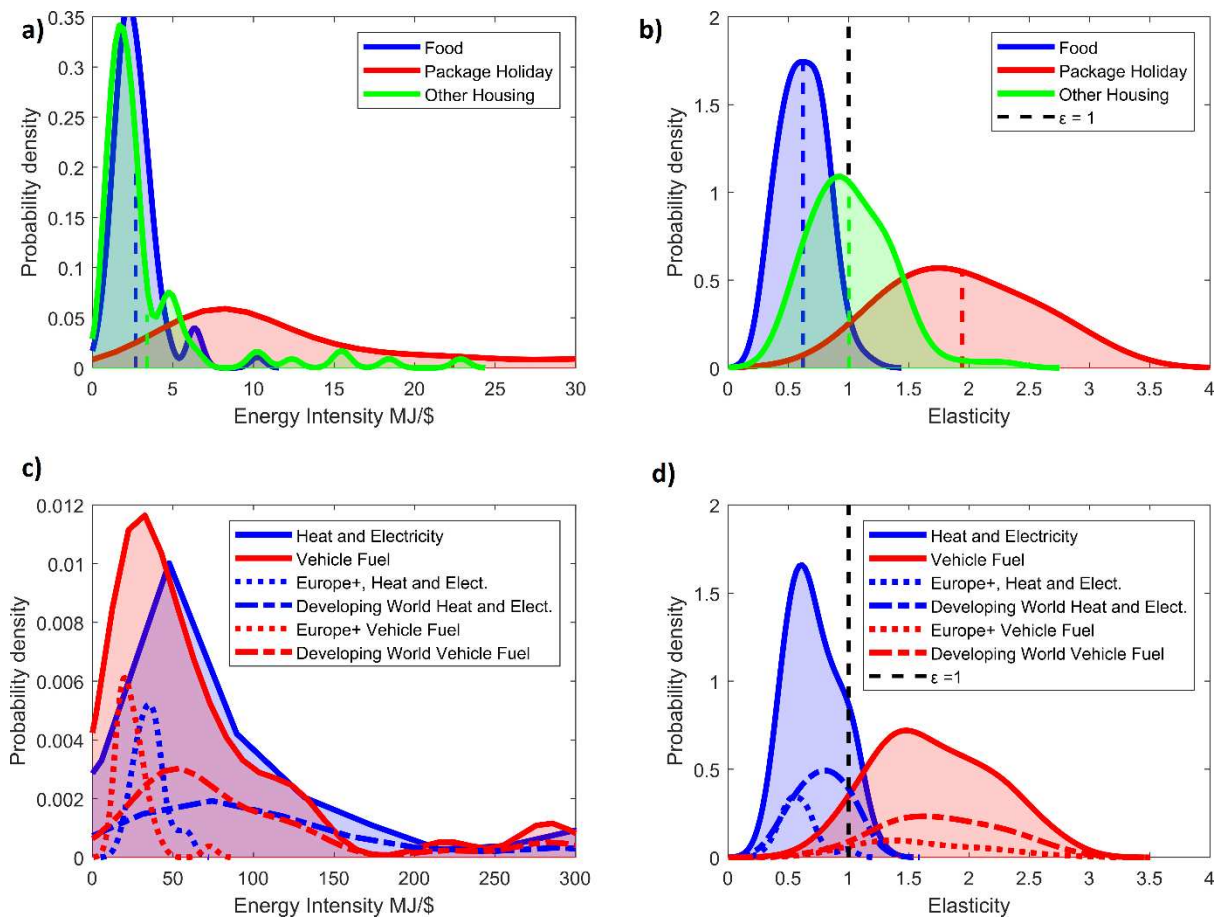 a)
0.35
0.3
0.25
0.2
0.15
0.1
0.05
0
Probability density
Food
Package Holiday
Other Housing
0 5 10 15 20 25 30
Energy Intensity MJ/$
b)
2
1.5
1
0.5
0
Probability density
Food
Package Holiday
Other Housing
ε = 1
0 0.5 1 1.5 2 2.5 3 3.5 4
Elasticity
c)
0.012
0.01
0.008
0.006
0.004
0.002
0
Probability density
Heat and Electricity
Vehicle Fuel
Europe+, Heat and Elect.
Developing World Heat and Elect.
Europe+ Vehicle Fuel
Developing World Vehicle Fuel
0 50 100 150 200 250 300
Energy Intensity MJ/$
d)
2
1.5
1
0.5
0
Probability density
Heat and Electricity
Vehicle Fuel
Europe+, Heat and Elect.
Developing World Heat and Elect.
Europe+ Vehicle Fuel
Developing World Vehicle Fuel
ε =1
0 0.5 1 1.5 2 2.5 3 3.5 4
Elasticity